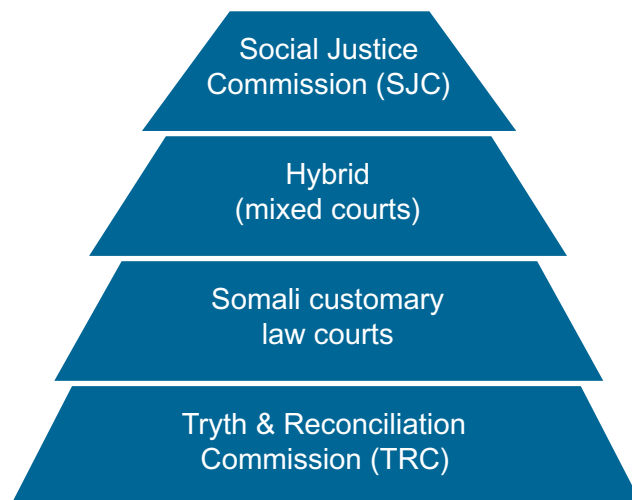 Social Justice
Commission (SJC)
Hybrid
(mixed courts)
Somali customary
law courts
Tryth & Reconciliation
Commission (TRC)